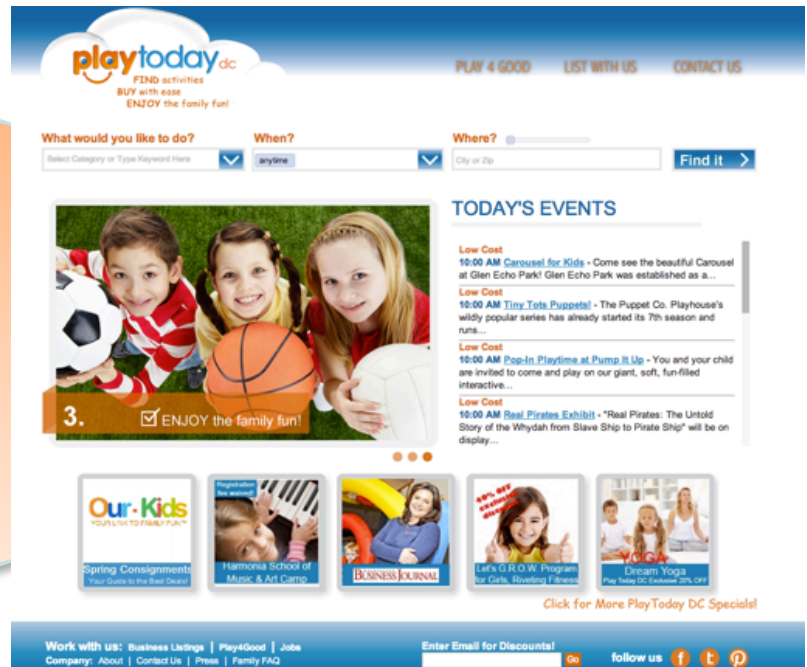 playtoday dc
FIND activities
BUY with ease
ENJOY the family fun!
PLAY 4 GOOD LIST WITH US CONTACT US
What would you like to do? When? Where?
Select Category or Type Keyword Here anytime City or Zip Find it
TODAY'S EVENTS
Low Cost
10:00 AM Carousel for Kids - Come see the beautiful Carousel
at Glen Echo Park! Glen Echo Park was established as a...
Low Cost
10:00 AM Tiny Tots Puppets! - The Puppet Co. Playhouse's
wildly popular series has already started its 7th season and
runs...
Low Cost
10:00 AM Pop-In Playtime at Pump It Up - You and your child
are invited to come and play on our giant, soft, fun-filled
interactive...
Low Cost
10:00 AM Real Pirates Exhibit - "Real Pirates: The Untold
Story of the Whydah from Slave Ship to Pirate Ship" will be on
display...
3. ENJOY the family fun!
Our·Kids
YOUR LINK TO FAMILY FUN™
Spring Consignments
Your Guide to the Best Deals!
Registration
fee waived!
Harmonia School of
Music & Art Camp
BUSINESS JOURNAL
40% OFF
exclusive
discount
Let's G.R.O.W. Program
for Girls, Riveting Fitness
YOGA
Dream Yoga
Play Today DC Exclusive 20% OFF
Click for More PlayToday DC Specials!
Work with us: Business Listings | Play4Good | Jobs
Company: About | Contact Us | Press | Family FAQ
Enter Email for Discounts!
Go
follow us